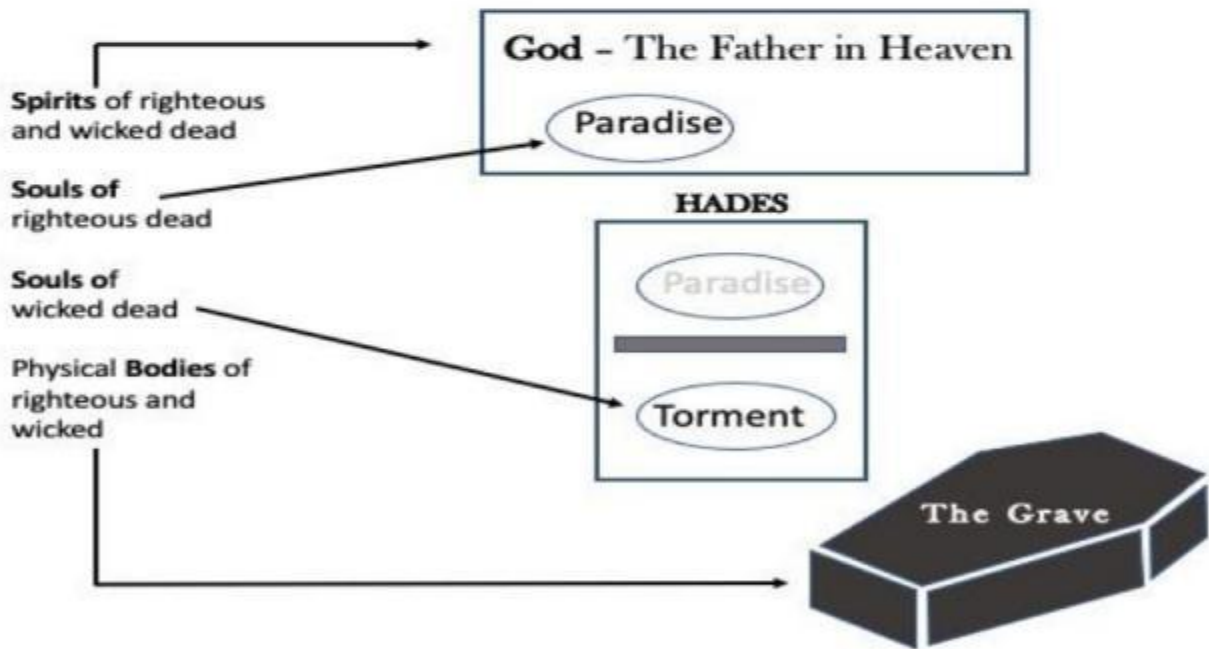 God – The Father in Heaven
Spirits of righteous
and wicked dead
Paradise
Souls of
righteous dead
HADES
Paradise
Souls of
wicked dead
Torment
Physical Bodies of
righteous and
wicked
The Grave